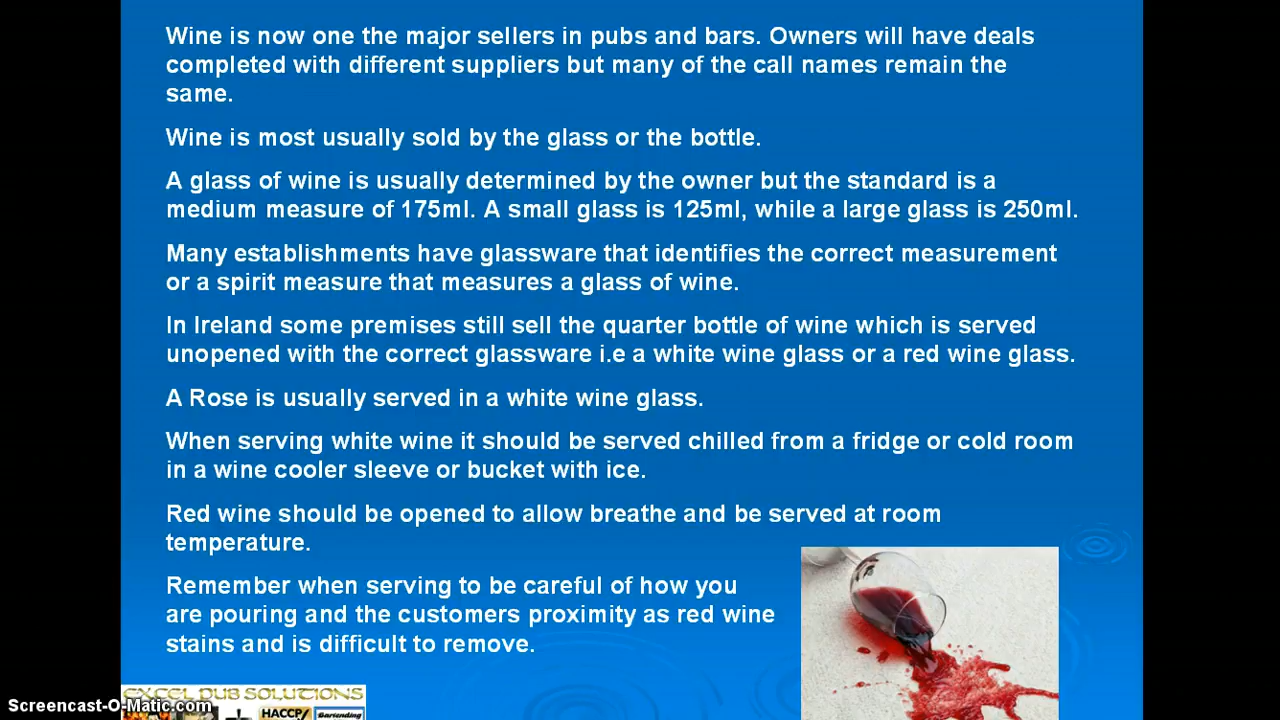 Wine is now one the major sellers in pubs and bars. Owners will have deals
completed with different suppliers but many of the call names remain the
same.
Wine is most usually sold by the glass or the bottle.
A glass of wine is usually determined by the owner but the standard is a
medium measure of 175ml. A small glass is 125ml, while a large glass is 250ml.
Many establishments have glassware that identifies the correct measurement
or a spirit measure that measures a glass of wine.
In Ireland some premises still sell the quarter bottle of wine which is served
unopened with the correct glassware i.e a white wine glass or a red wine glass.
A Rose is usually served in a white wine glass.
When serving white wine it should be served chilled from a fridge or cold room
in a wine cooler sleeve or bucket with ice.
Red wine should be opened to allow breathe and be served at room
temperature.
Remember when serving to be careful of how you
are pouring and the customers proximity as red wine
stains and is difficult to remove.
EXCEL PUB SOLUTIONS
HACCP
Bartending
Screencast-O-Matic.com